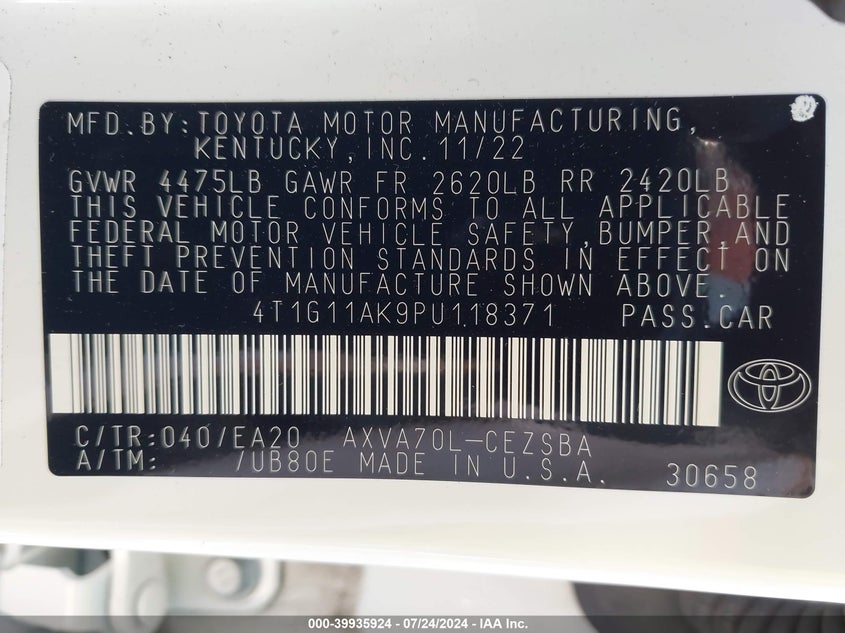 MFD.BY:TOYOTA MOTOR MANUFACTURING,
KENTUCKY,INC.11/22
GVWR 4475LB GAWR FR 2620LB RR 2420LB
THIS VEHICLE CONFORMS TO ALL APPLICABLE
FEDERAL MOTOR VEHICLE SAFETY,BUMPER,AND
THEFT PREVENTION STANDARDS IN EFFECT ON
THE DATE OF MANUFACTURE SHOWN ABOVE.
4T1G11AK9PU118371 PASS.CAR
C/TR:040/EA20 AXVA70L-CEZSBA
A/TM: /UB80E MADE IN U.S.A. 30658
000-39935924 / 07/24/2024 - IAA Inc.